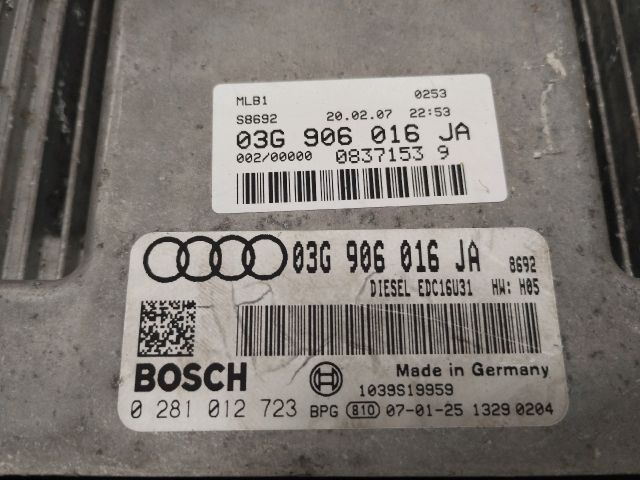 MLB1 0253
S8692 20.02.07 22:53
03G 906 016 JA
002/00000 0837153 9
03G 906 016 JA 8692
DIESEL EDC16U31 HW: H05
BOSCH Made in Germany
1039S19959
0 281 012 723 BPG 810 07-01-25 1329 0204